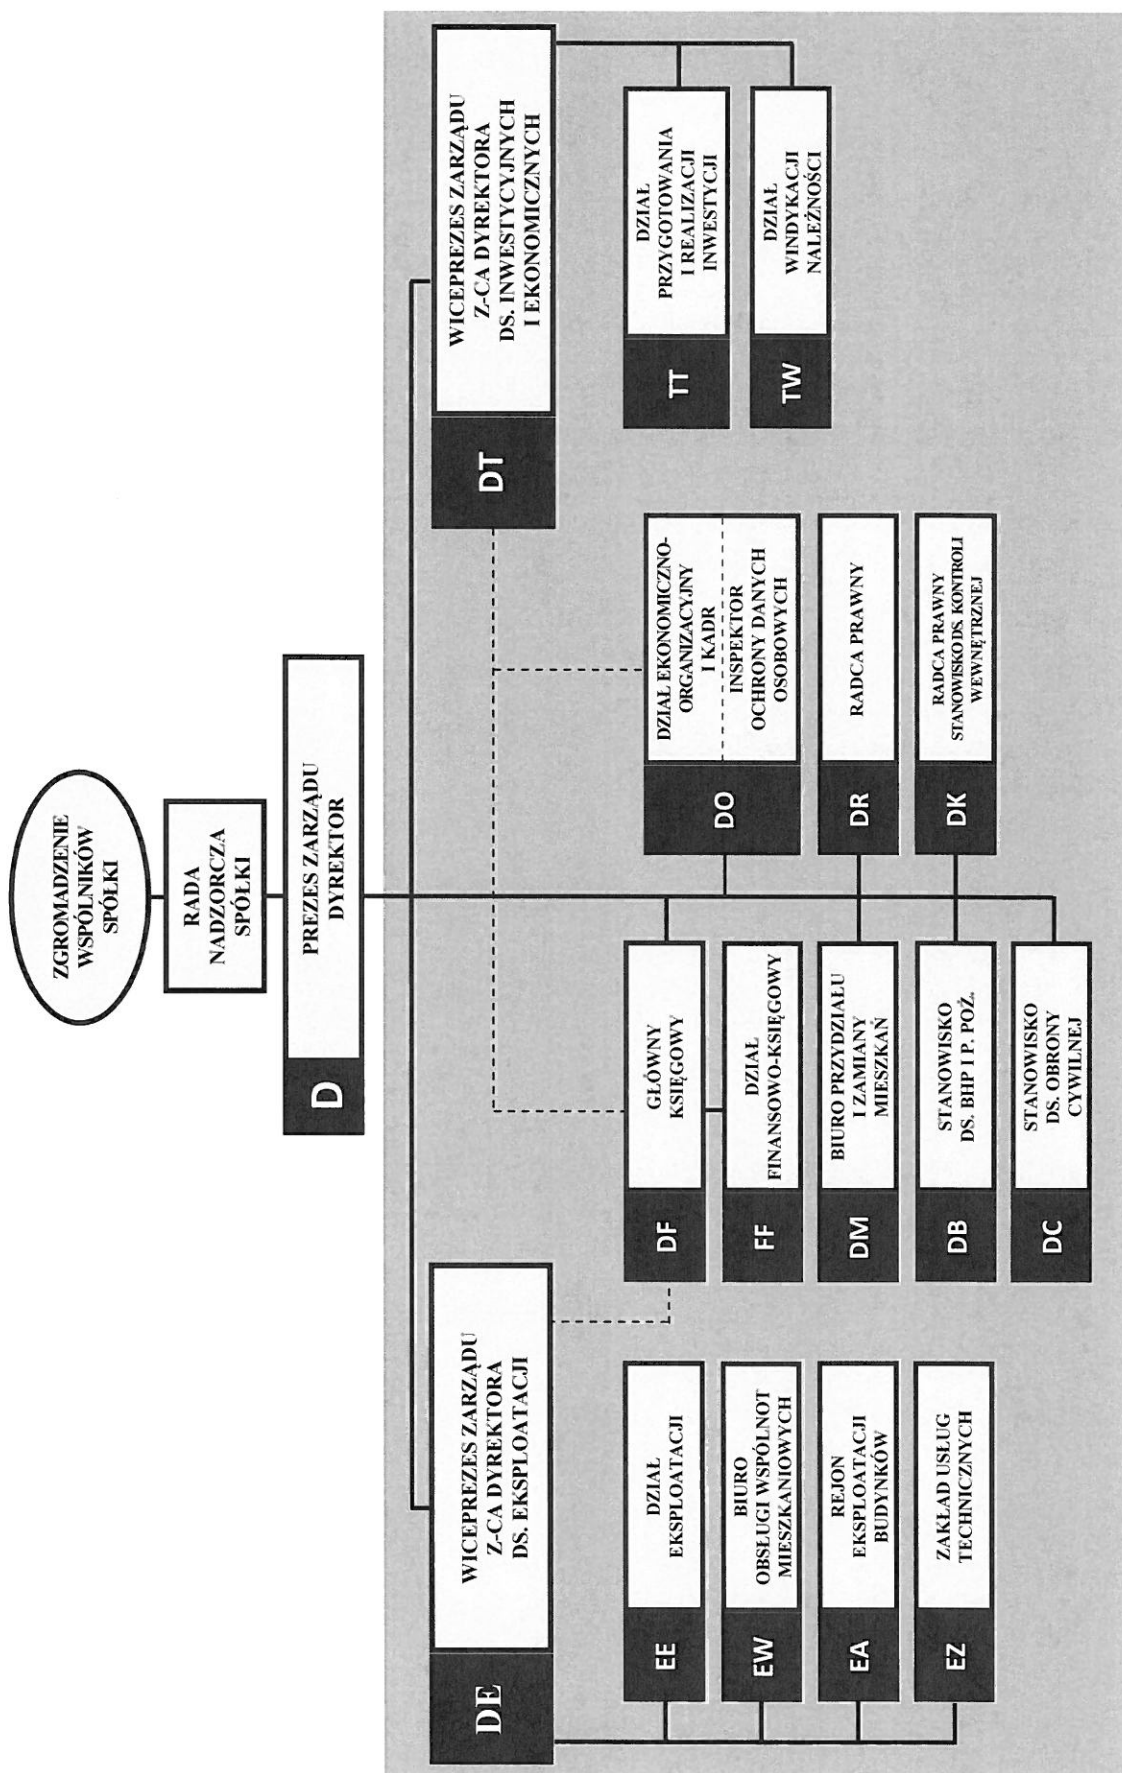 ZGROMADZENIE
WSPÓLNIKÓW
SPÓŁKI
RADA
NADZORCZA
SPÓŁKI
D
PREZES ZARZĄDU
DYREKTOR
DE
WICEPREZES ZARZĄDU
Z-CA DYREKTORA
DS. EKSPLOATACJI
DT
WICEPREZES ZARZĄDU
Z-CA DYREKTORA
DS. INWESTYCYJNYCH
I EKONOMICZNYCH
EE
DZIAŁ
EKSPLOATACJI
EW
BIURO
OBSŁUGI WSPÓLNOT
MIESZKANIOWYCH
EA
REJON
EKSPLOATACJI
BUDYNKÓW
EZ
ZAKŁAD USŁUG
TECHNICZNYCH
DF
GŁÓWNY
KSIĘGOWY
FF
DZIAŁ
FINANSOWO-KSIĘGOWY
DM
BIURO PRZYDZIAŁU
I ZAMIANY
MIESZKAŃ
DB
STANOWISKO
DS. BHP I P. POŻ.
DC
STANOWISKO
DS. OBRONY
CYWILNEJ
DO
DZIAŁ EKONOMICZNO-
ORGANIZACYJNY
I KADR
INSPEKTOR
OCHRONY DANYCH
OSOBOWYCH
DR
RADCA PRAWNY
DK
RADCA PRAWNY
STANOWISKO DS. KONTROLI
WEWNĘTRZNEJ
TT
DZIAŁ
PRZYGOTOWANIA
I REALIZACJI
INWESTYCJI
TW
DZIAŁ
WINDYKACJI
NALEŻNOŚCI